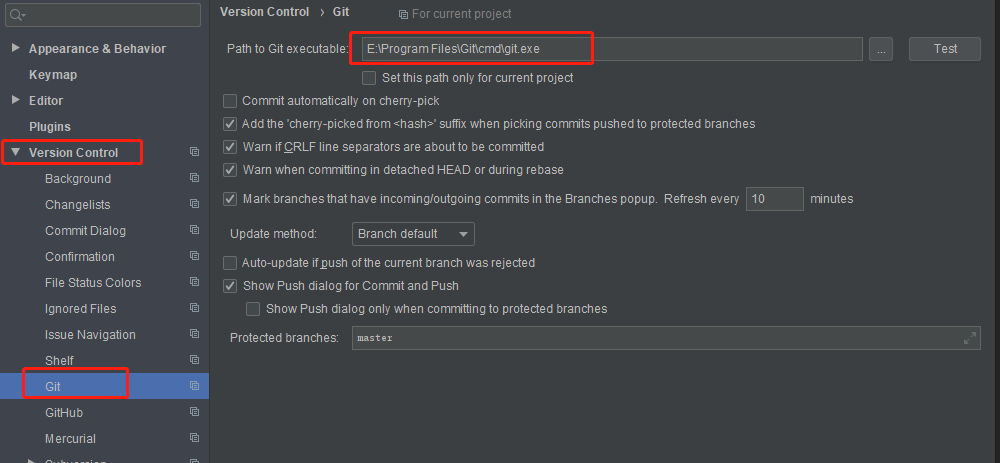 Appearance & Behavior
Keymap
Editor
Plugins
Version Control
Background
Changelists
Commit Dialog
Confirmation
File Status Colors
Ignored Files
Issue Navigation
Shelf
Git
GitHub
Mercurial
Subversion
Version Control › Git For current project
Path to Git executable: E:\Program Files\Git\cmd\git.exe ... Test
Set this path only for current project
Commit automatically on cherry-pick
Add the 'cherry-picked from <hash>' suffix when picking commits pushed to protected branches
Warn if CRLF line separators are about to be committed
Warn when committing in detached HEAD or during rebase
Mark branches that have incoming/outgoing commits in the Branches popup. Refresh every 10 minutes
Update method: Branch default
Auto-update if push of the current branch was rejected
Show Push dialog for Commit and Push
Show Push dialog only when committing to protected branches
Protected branches: master